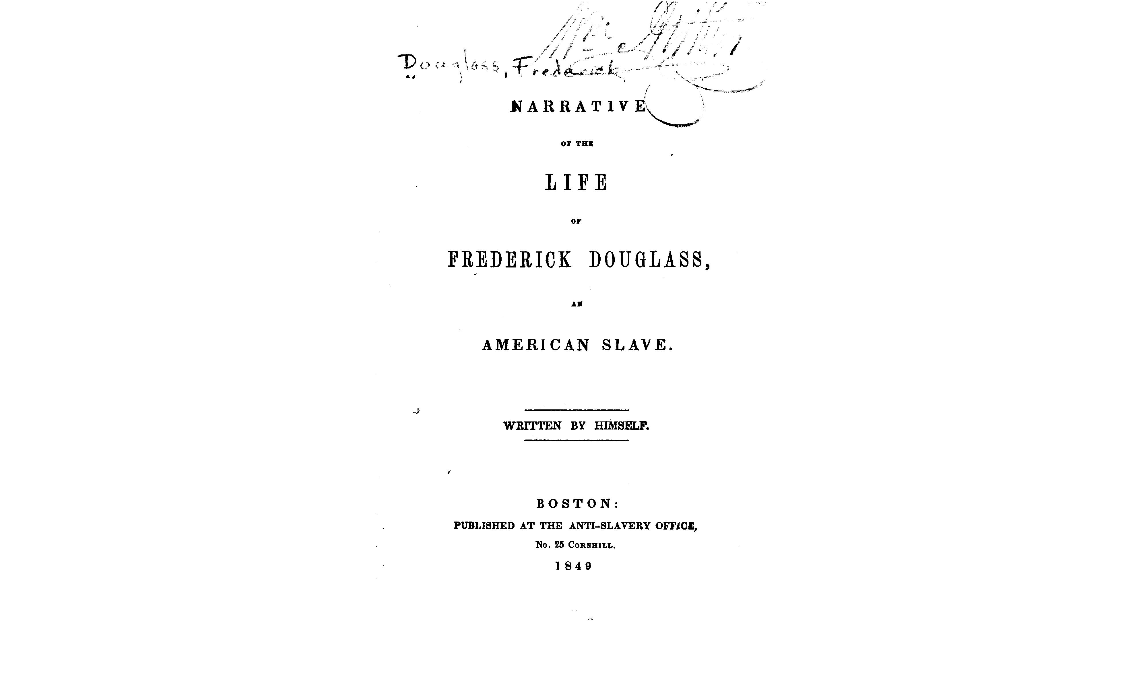 Douglass, Frederick
NARRATIVE
OF THE
LIFE
OF
FREDERICK DOUGLASS,
AN
AMERICAN SLAVE.
WRITTEN BY HIMSELF.
BOSTON:
PUBLISHED AT THE ANTI-SLAVERY OFFICE,
No. 25 CORNHILL.
1849